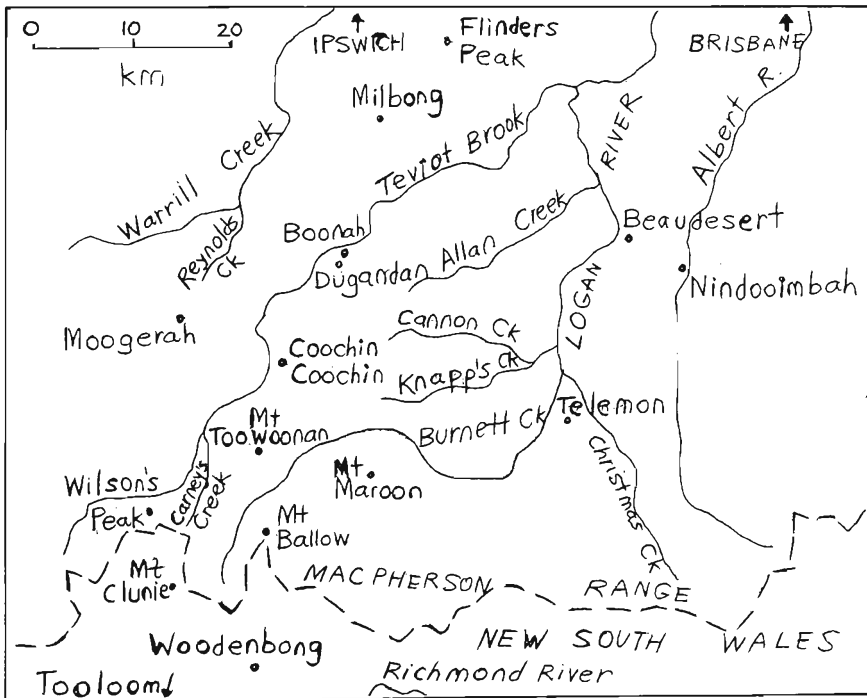 0 10 20
km
IPSWICH
Flinders
Peak
BRISBANE
Milbong
Teviot Brook
RIVER
Albert R.
Warrill Creek
Reynolds
CK
Boonah
Dugandan
Allan Creek
Beaudesert
Nindooimbah
LOGAN
Moogerah
Cannon Ck
Coochin
Coochin
Knapp's Ck
Mt
Toowoonan
Burnett Ck
Telemon
Christmas Ck
Wilson's
Peak
Carney's
Creek
Mt
Maroon
Mt
Ballow
Mt
Clunie
MACPHERSON RANGE
Woodenbong
NEW SOUTH WALES
Tooloom
Richmond River